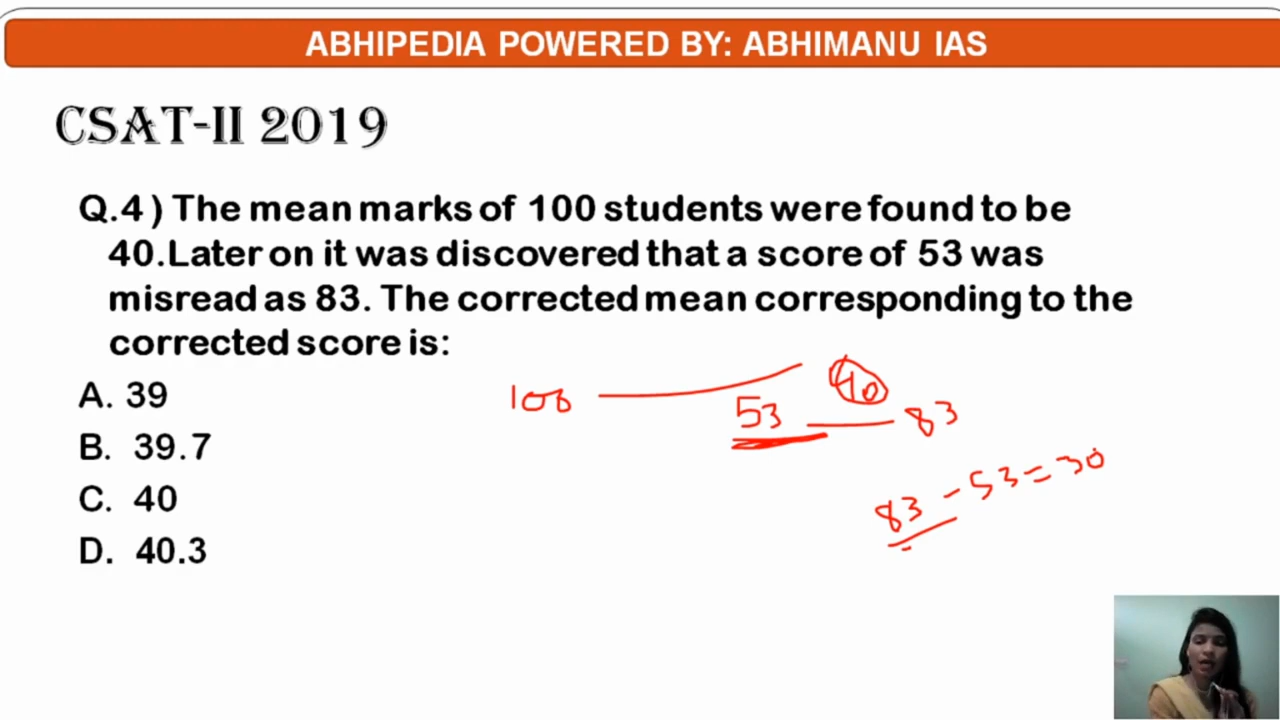 ABHIPEDIA POWERED BY: ABHIMANU IAS
CSAT-II 2019
Q.4 ) The mean marks of 100 students were found to be
40.Later on it was discovered that a score of 53 was
misread as 83. The corrected mean corresponding to the
corrected score is:
A. 39
B. 39.7
C. 40
D. 40.3
100
40
53
83
83 - 53 = 30